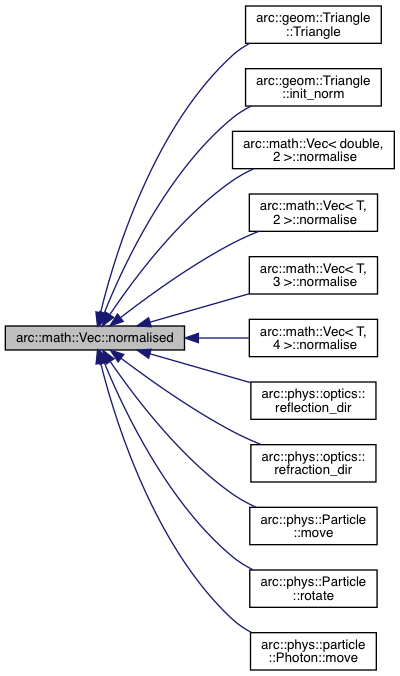 arc::geom::Triangle
::Triangle
arc::geom::Triangle
::init_norm
arc::math::Vec< double,
2 >::normalise
arc::math::Vec< T,
2 >::normalise
arc::math::Vec< T,
3 >::normalise
arc::math::Vec::normalised
arc::math::Vec< T,
4 >::normalise
arc::phys::optics::
reflection_dir
arc::phys::optics::
refraction_dir
arc::phys::Particle
::move
arc::phys::Particle
::rotate
arc::phys::particle
::Photon::move